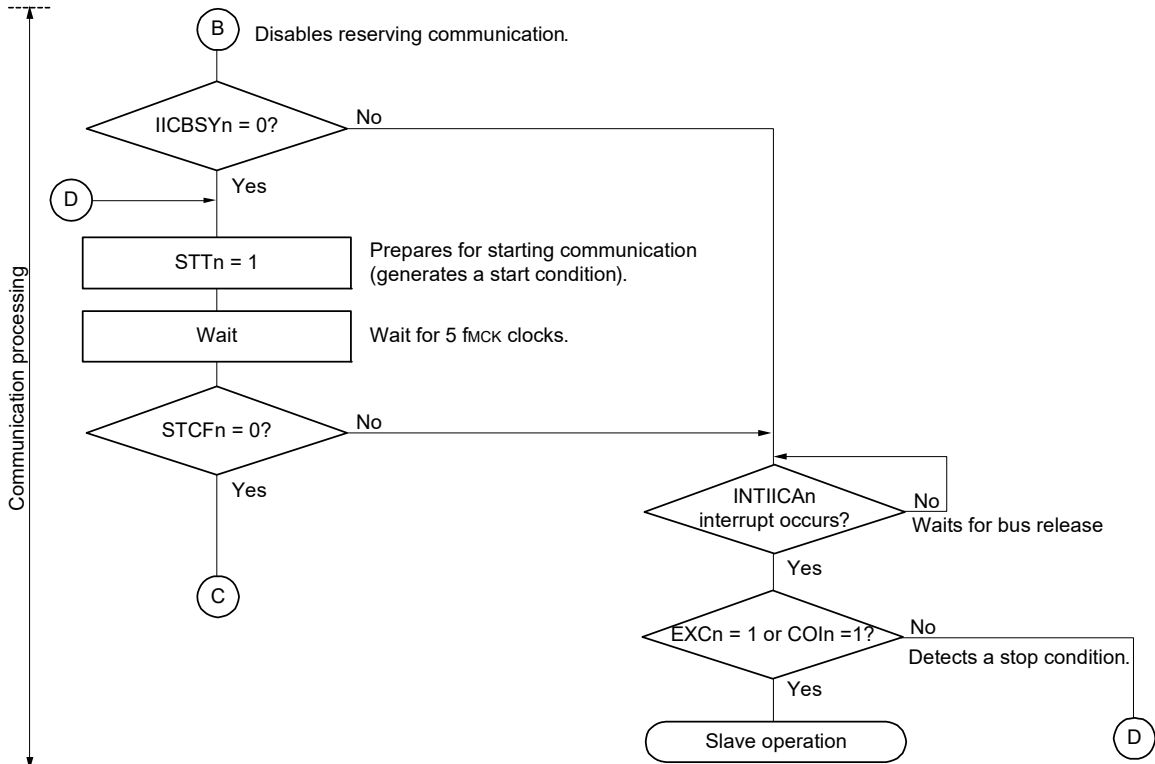 B
Disables reserving communication.
IICBSYn = 0?
No
Yes
D
STTn = 1
Prepares for starting communication
(generates a start condition).
Wait
Wait for 5 fMCK clocks.
STCFn = 0?
No
Yes
C
INTIICAn
interrupt occurs?
No
Waits for bus release
Yes
EXCn = 1 or COIn =1?
No
Detects a stop condition.
Yes
Slave operation
D
Communication processing